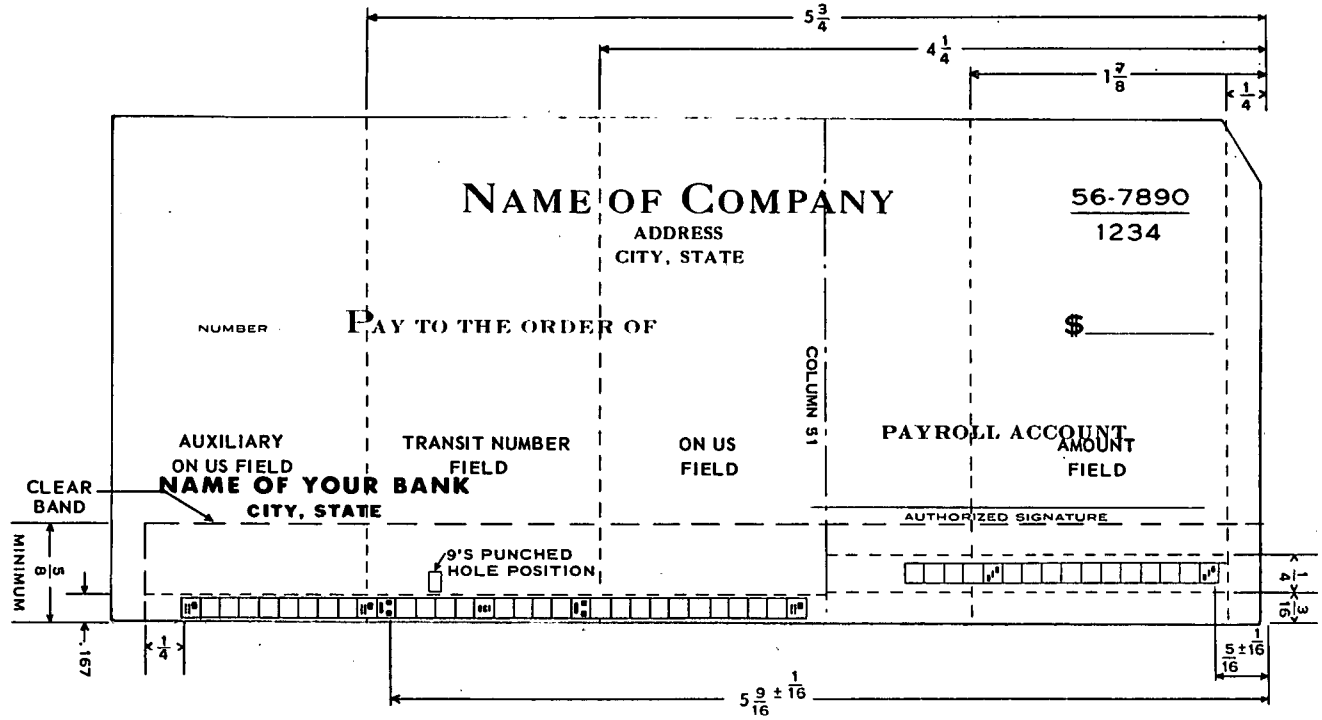 5 3/4
4 1/4
1 7/8
1/4
NAME OF COMPANY
ADDRESS
CITY, STATE
56-7890
1234
NUMBER
PAY TO THE ORDER OF
$
COLUMN 51
PAYROLL ACCOUNT
AUXILIARY
ON US FIELD
TRANSIT NUMBER
FIELD
ON US
FIELD
AMOUNT
FIELD
CLEAR
BAND
NAME OF YOUR BANK
CITY, STATE
AUTHORIZED SIGNATURE
MINIMUM
5/8
9'S PUNCHED
HOLE POSITION
1/4
3/16
.167
1/4
5/16 ± 1/16
5 9/16 ± 1/16